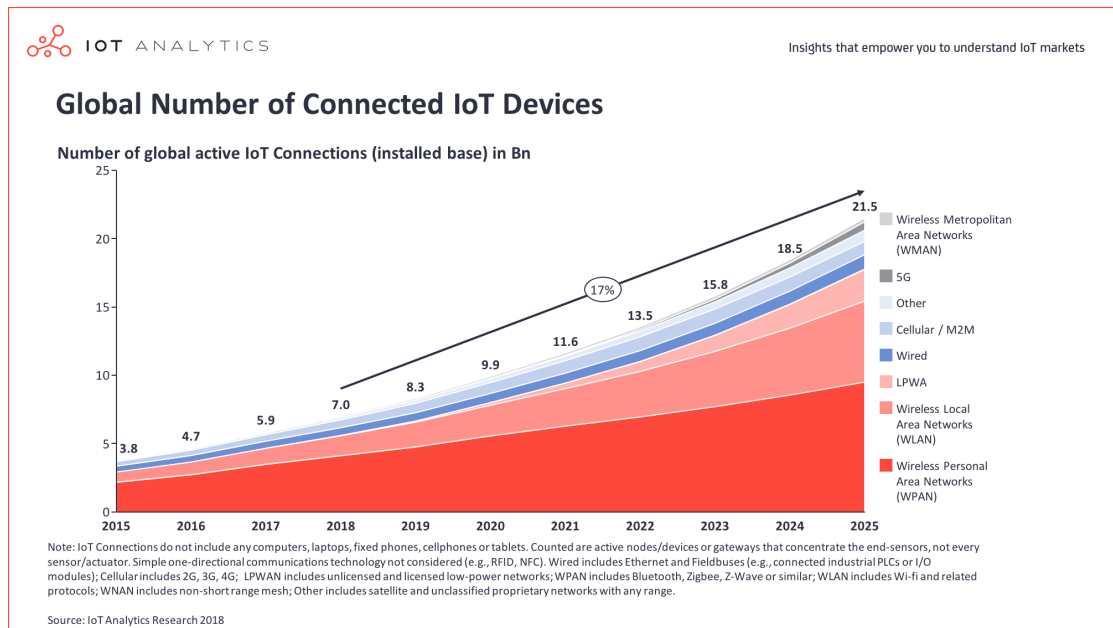 IOT ANALYTICS
Insights that empower you to understand IoT markets
Global Number of Connected IoT Devices
Number of global active IoT Connections (installed base) in Bn
25
20
15
10
5
0
3.8
4.7
5.9
7.0
8.3
9.9
11.6
13.5
15.8
18.5
21.5
17%
2015
2016
2017
2018
2019
2020
2021
2022
2023
2024
2025
Wireless Metropolitan
Area Networks
(WMAN)
5G
Other
Cellular / M2M
Wired
LPWA
Wireless Local
Area Networks
(WLAN)
Wireless Personal
Area Networks
(WPAN)
Note: IoT Connections do not include any computers, laptops, fixed phones, cellphones or tablets. Counted are active nodes/devices or gateways that concentrate the end-sensors, not every
sensor/actuator. Simple one-directional communications technology not considered (e.g., RFID, NFC). Wired includes Ethernet and Fieldbuses (e.g., connected industrial PLCs or I/O
modules); Cellular includes 2G, 3G, 4G; LPWAN includes unlicensed and licensed low-power networks; WPAN includes Bluetooth, Zigbee, Z-Wave or similar; WLAN includes Wi-fi and related
protocols; WNAN includes non-short range mesh; Other includes satellite and unclassified proprietary networks with any range.
Source: IoT Analytics Research 2018